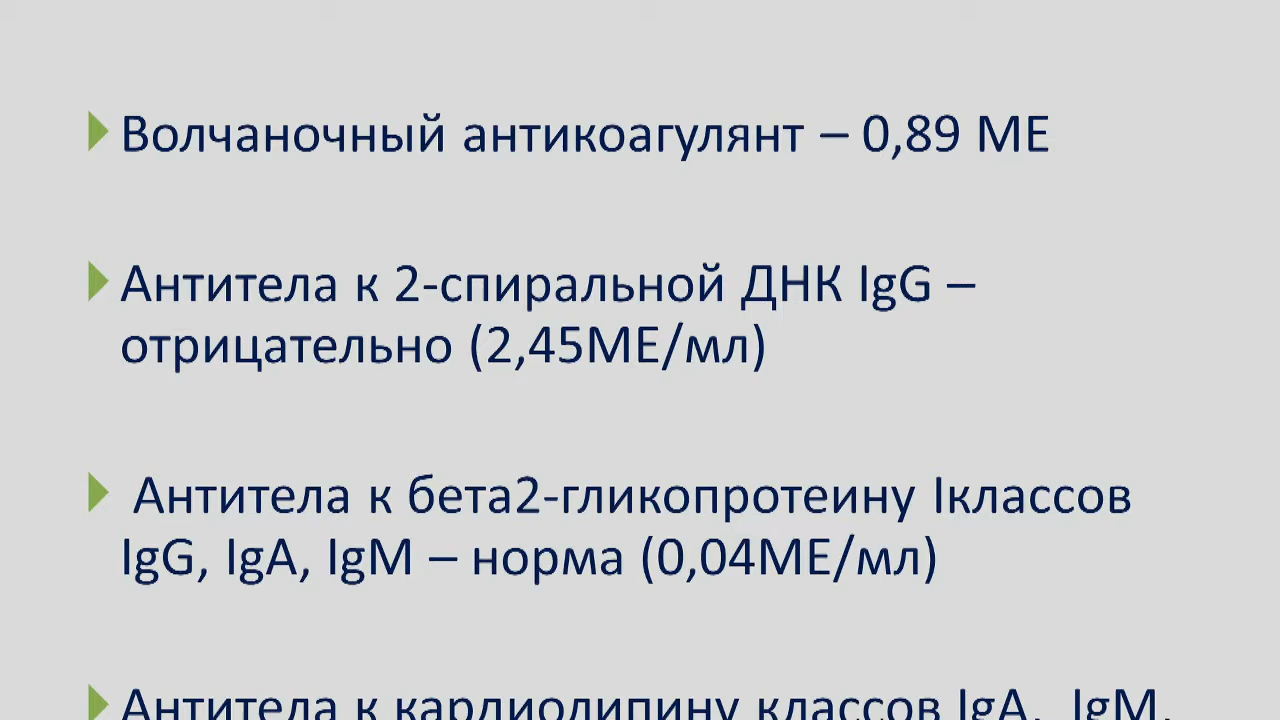 Волчаночный антикоагулянт – 0,89 МЕ
Антитела к 2-спиральной ДНК IgG –
отрицательно (2,45МЕ/мл)
Антитела к бета2-гликопротеину Iклассов
IgG, IgA, IgM – норма (0,04МЕ/мл)
Антитела к кардиолипину классов IgA, IgM,